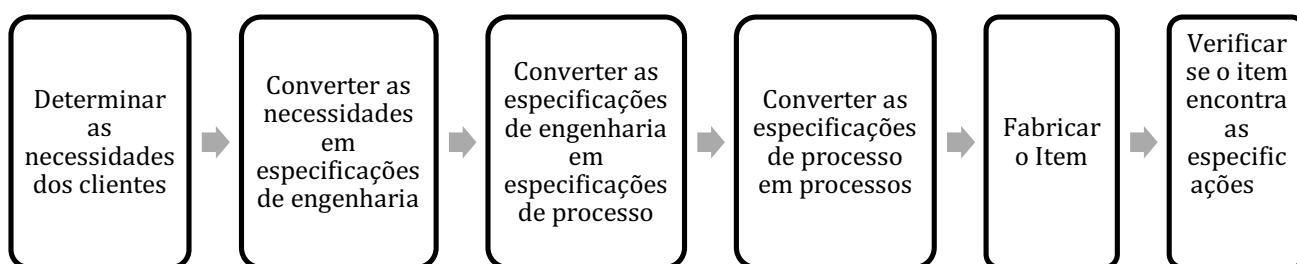 Determinar
as
necessidades
dos clientes
Converter as
necessidades
em
especificações
de engenharia
Converter as
especificações
de engenharia
em
especificações
de processo
Converter as
especificações
de processo
em processos
Fabricar
o Item
Verificar
se o item
encontra
as
especific
ações